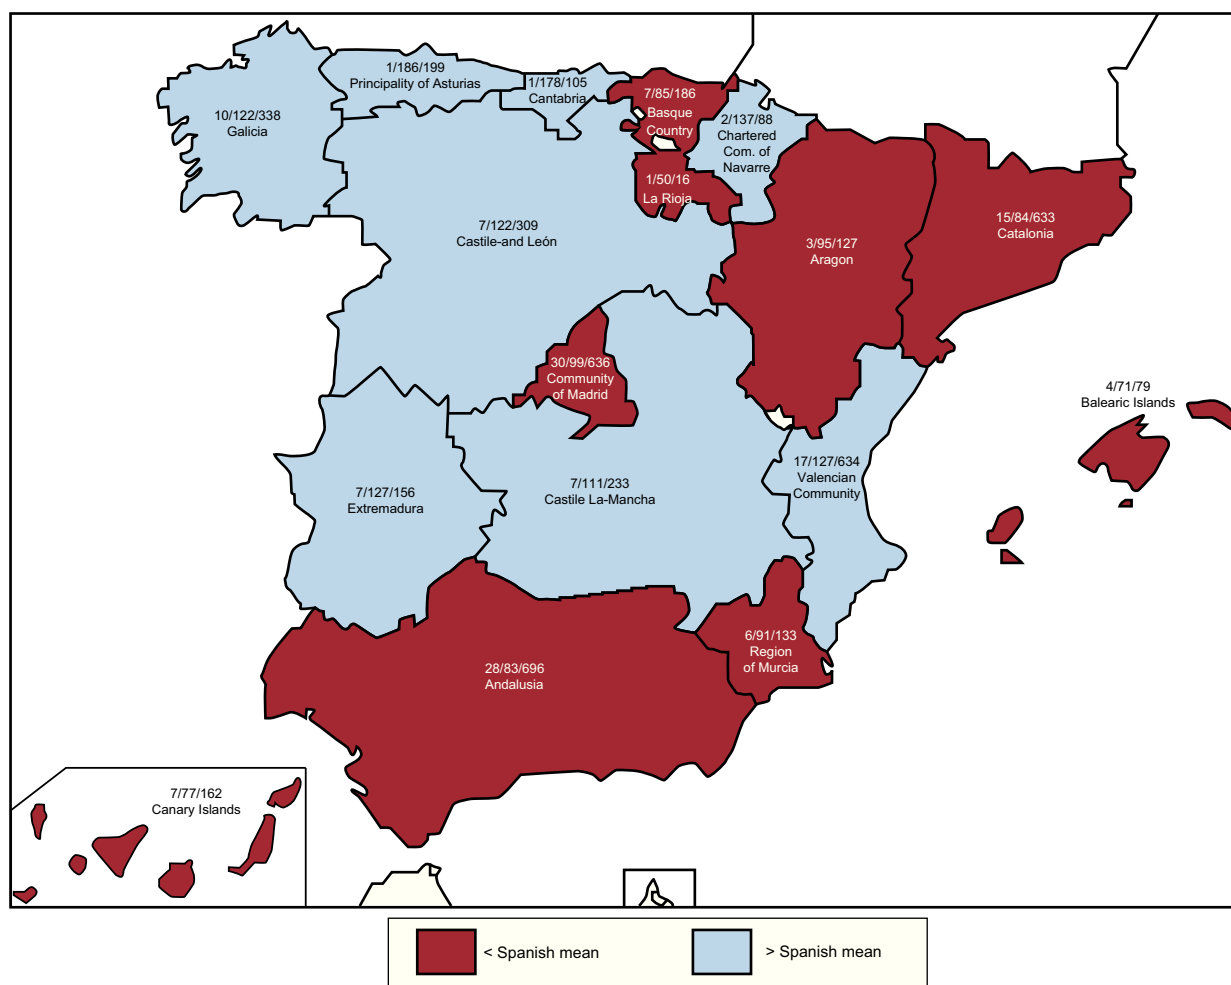 1/186/199
Principality of Asturias
1/178/105
Cantabria
7/85/186
Basque
Country
10/122/338
Galicia
2/137/88
Chartered
Com. of
Navarre
1/50/16
La Rioja
15/84/633
Catalonia
7/122/309
Castile-and León
3/95/127
Aragon
30/99/636
Community
of Madrid
4/71/79
Balearic Islands
17/127/634
Valencian
Community
7/127/156
Extremadura
7/111/233
Castile La-Mancha
6/91/133
Region
of Murcia
28/83/696
Andalusia
7/77/162
Canary Islands
< Spanish mean
> Spanish mean